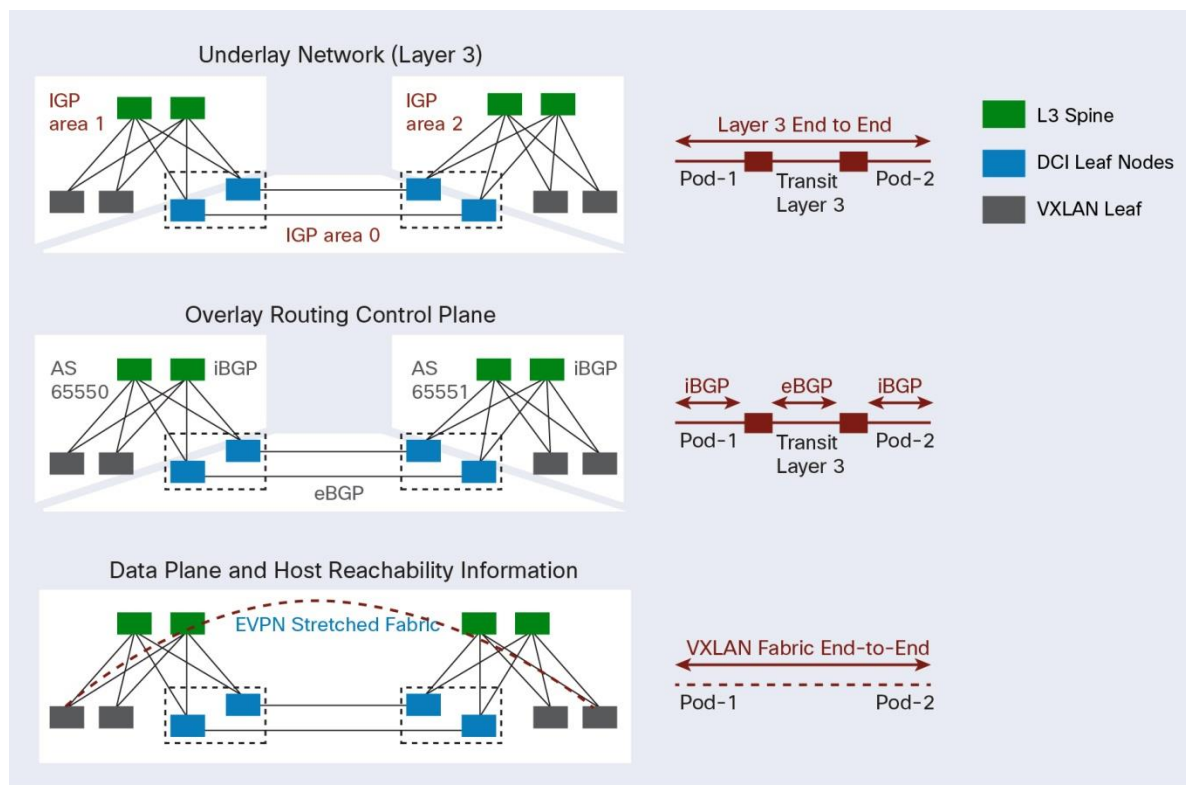 Underlay Network (Layer 3)
IGP
area 1
IGP
area 2
IGP area 0
Layer 3 End to End
Pod-1
Transit
Layer 3
Pod-2
L3 Spine
DCI Leaf Nodes
VXLAN Leaf
Overlay Routing Control Plane
AS
65550
iBGP
AS
65551
iBGP
eBGP
iBGP
eBGP
iBGP
Pod-1
Transit
Layer 3
Pod-2
Data Plane and Host Reachability Information
EVPN Stretched Fabric
VXLAN Fabric End-to-End
Pod-1
Pod-2